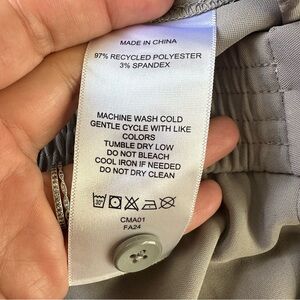 MADE IN CHINA
97% RECYCLED POLYESTER
3% SPANDEX
MACHINE WASH COLD
GENTLE CYCLE WITH LIKE
COLORS
TUMBLE DRY LOW
DO NOT BLEACH
COOL IRON IF NEEDED
DO NOT DRY CLEAN
CMA01
FA24